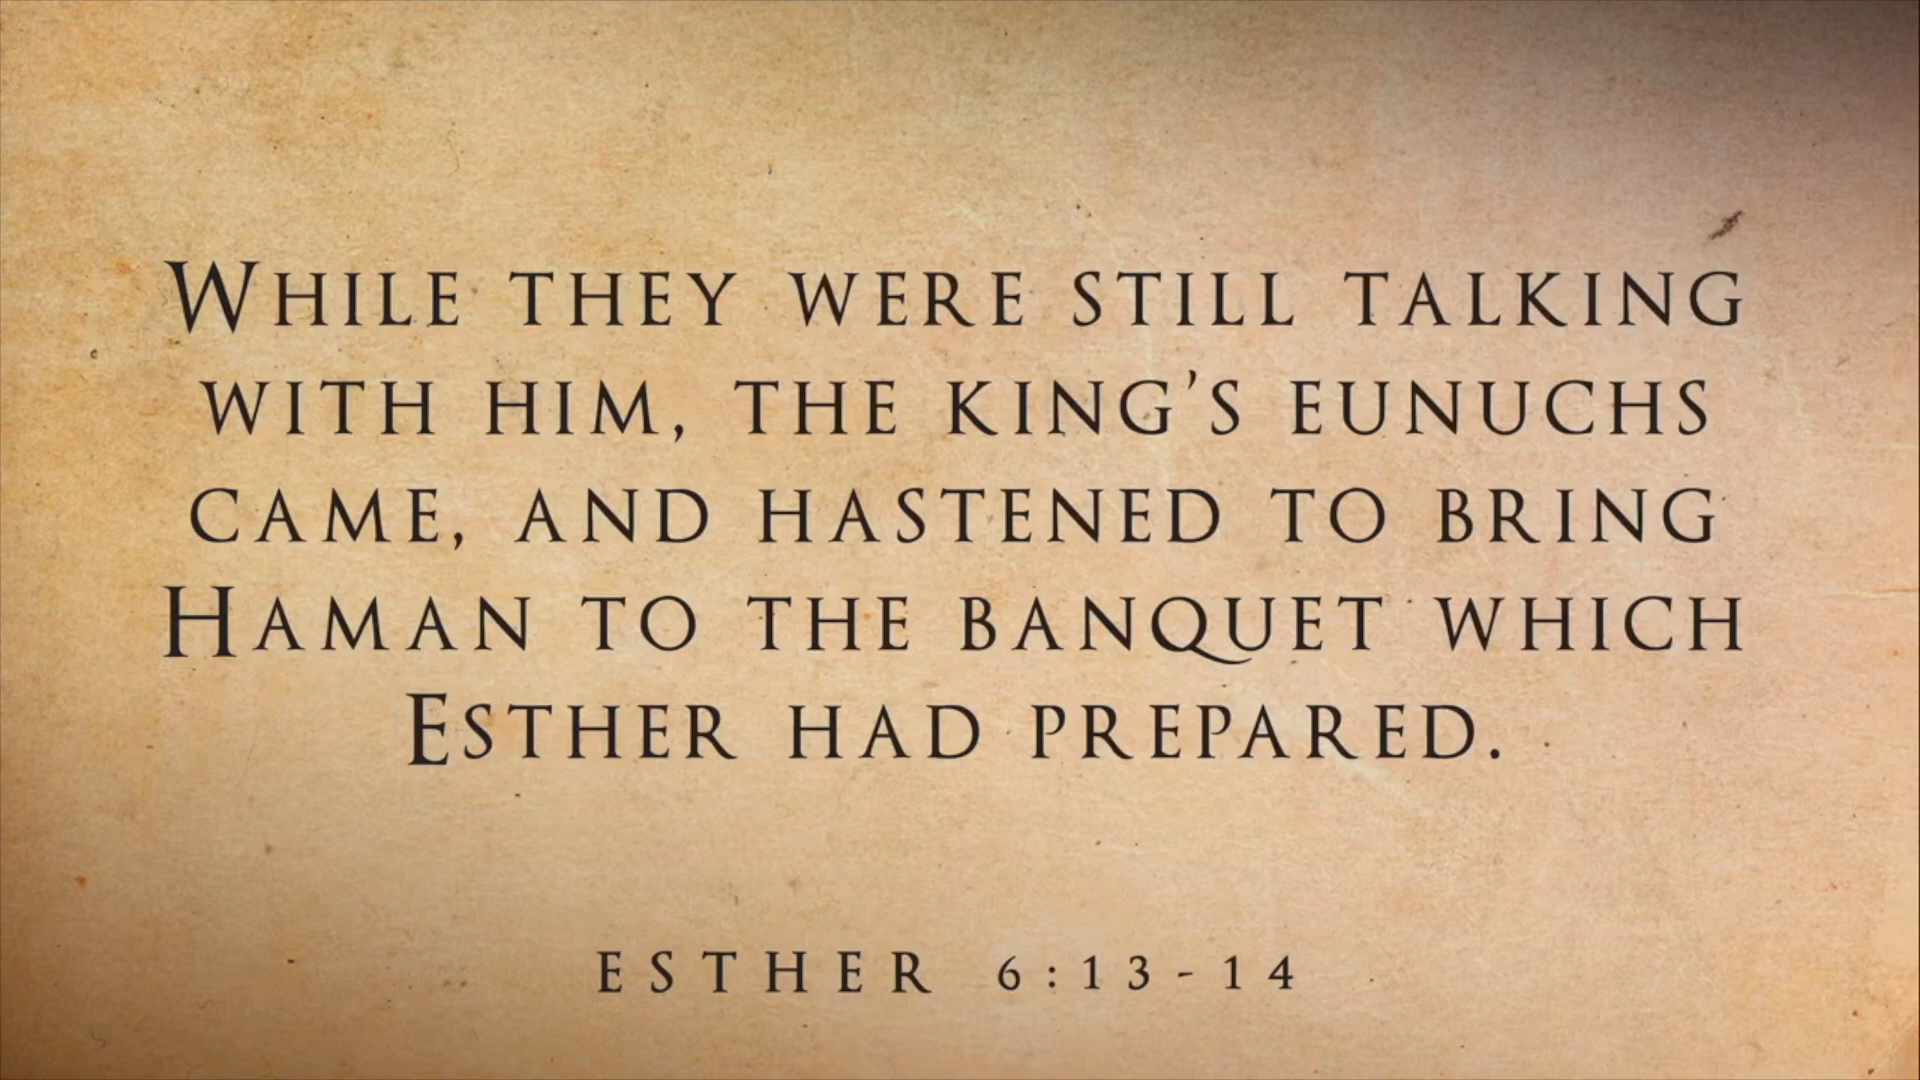 While they were still talking
with him, the king’s eunuchs
came, and hastened to bring
Haman to the banquet which
Esther had prepared.
ESTHER 6:13-14